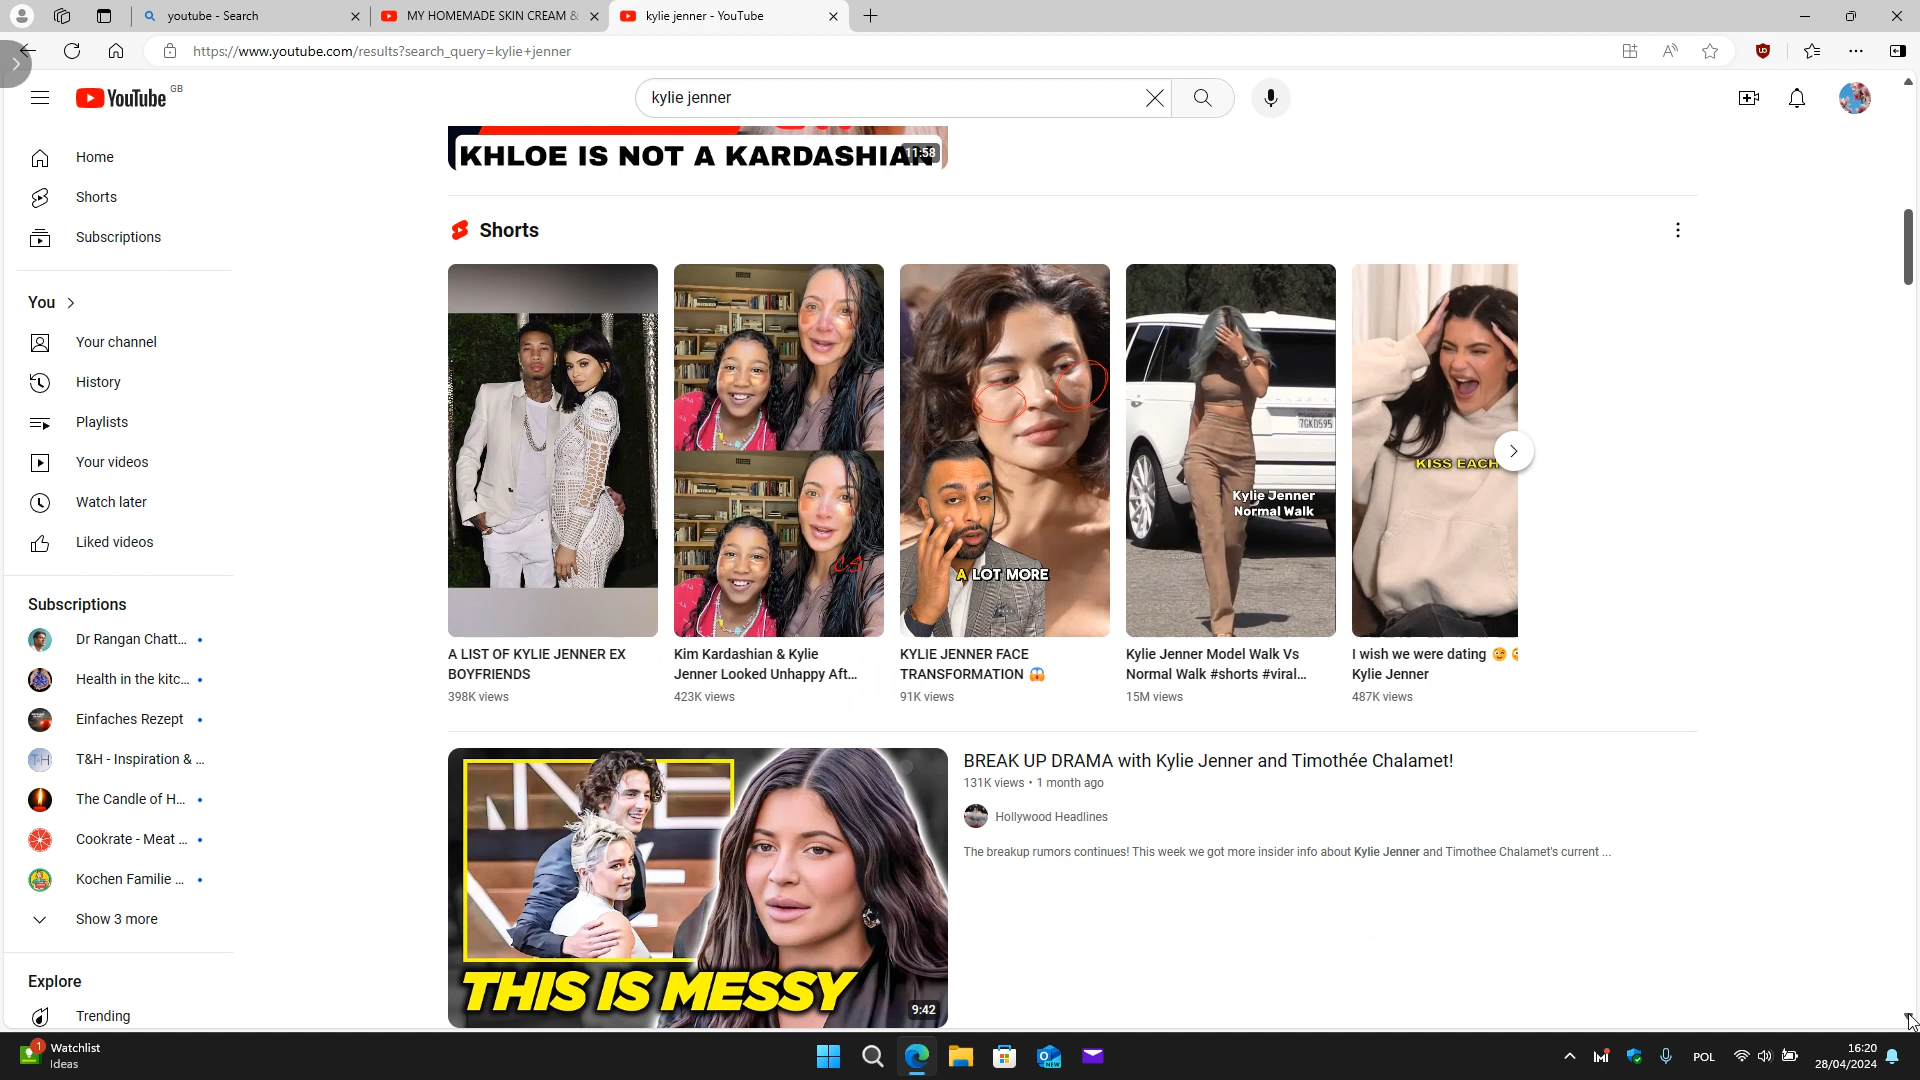 youtube - Search
MY HOMEMADE SKIN CREAM &
kylie jenner - YouTube
https://www.youtube.com/results?search_query=kylie+jenner
YouTube GB
kylie jenner
Home
Shorts
Subscriptions
You
Your channel
History
Playlists
Your videos
Watch later
Liked videos
Subscriptions
Dr Rangan Chatt...
Health in the kitc...
Einfaches Rezept
T&H - Inspiration & ...
The Candle of H...
Cookrate - Meat ...
Kochen Familie ...
Show 3 more
Explore
Trending
KHLOE IS NOT A KARDASHIAN
11:58
Shorts
CS
A LOT MORE
7GKD595
Kylie Jenner
Normal Walk
KISS EACH
A LIST OF KYLIE JENNER EX
BOYFRIENDS
398K views
Kim Kardashian & Kylie
Jenner Looked Unhappy Aft...
423K views
KYLIE JENNER FACE
TRANSFORMATION 😱
91K views
Kylie Jenner Model Walk Vs
Normal Walk #shorts #viral...
15M views
I wish we were dating 😉
Kylie Jenner
487K views
THIS IS MESSY
9:42
BREAK UP DRAMA with Kylie Jenner and Timothée Chalamet!
131K views • 1 month ago
Hollywood Headlines
The breakup rumors continues! This week we got more insider info about Kylie Jenner and Timothee Chalamet's current ...
1
Watchlist
Ideas
NEW
POL
16:20
28/04/2024